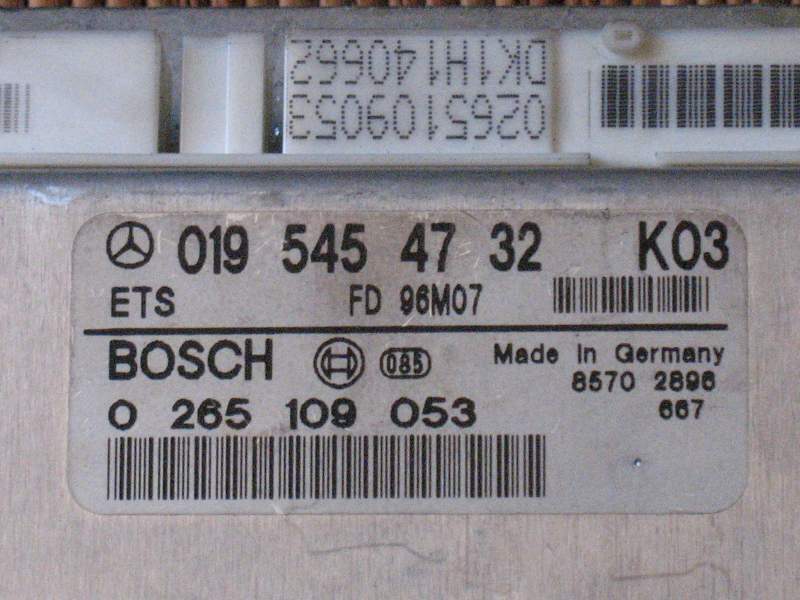 0265109053
DK1H140662
019 545 47 32 K03
ETS FD 96M07
BOSCH 085 Made in Germany
8570 2896
0 265 109 053 667